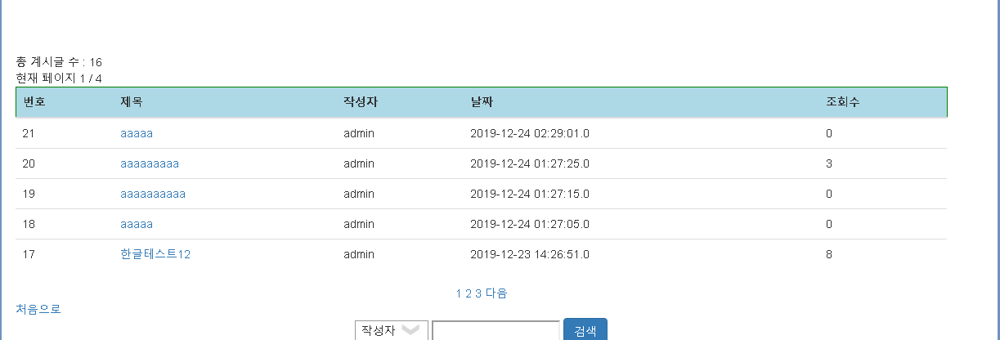 총 계시글 수 : 16
현재 페이지 1 / 4
번호 제목 작성자 날짜 조회수
21 aaaaa admin 2019-12-24 02:29:01.0 0
20 aaaaaaaaa admin 2019-12-24 01:27:25.0 3
19 aaaaaaaaaa admin 2019-12-24 01:27:15.0 0
18 aaaaa admin 2019-12-24 01:27:05.0 0
17 한글테스트12 admin 2019-12-23 14:26:51.0 8
1 2 3 다음
처음으로
작성자 검색